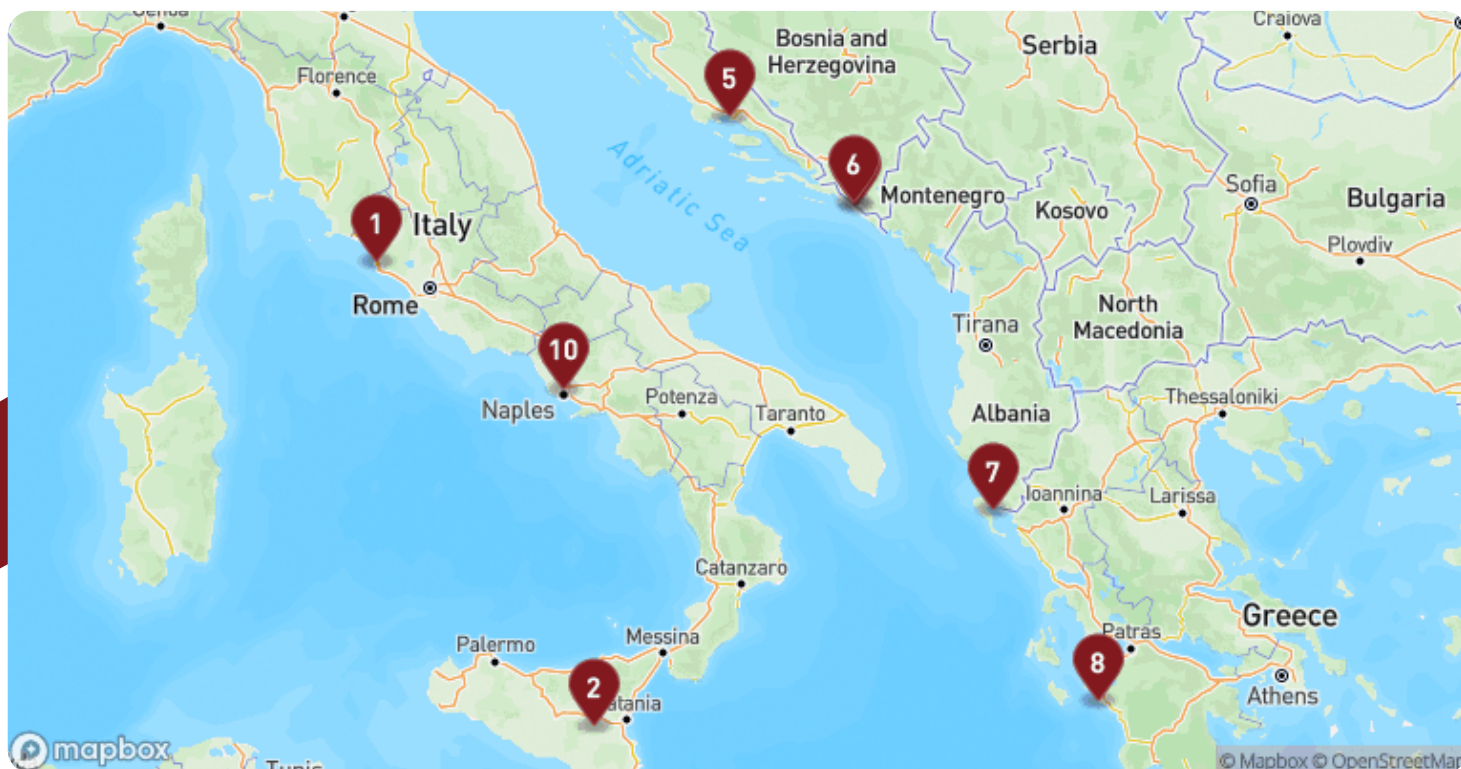 Genoa
Craiova
Bosnia and
Herzegovina
Serbia
Florence
5
6
Adriatic Sea
Montenegro
Kosovo
Sofia
Bulgaria
1
Italy
Plovdiv
Rome
North
Macedonia
Tirana
10
Naples
Potenza
Taranto
Albania
Thessaloniki
7
Ioannina
Larissa
Catanzaro
Greece
Palermo
Messina
Patras
8
2
atania
Athens
mapbox
Tunis
© Mapbox © OpenStreetMap